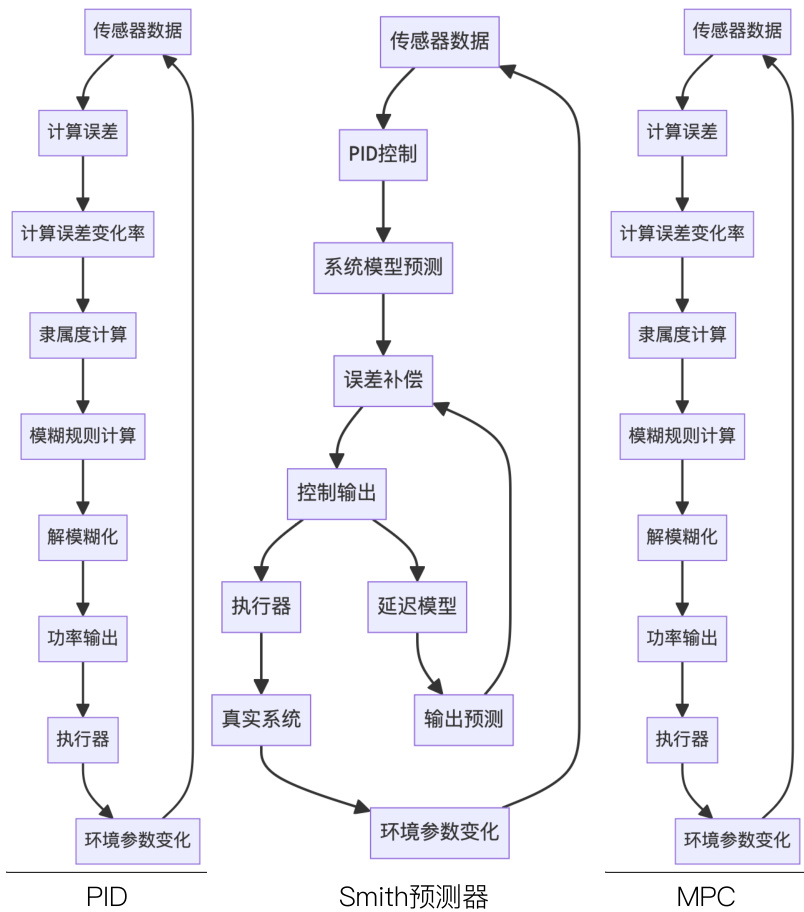 传感器数据
计算误差
计算误差变化率
隶属度计算
模糊规则计算
解模糊化
功率输出
执行器
环境参数变化
PID
传感器数据
PID控制
系统模型预测
误差补偿
控制输出
执行器
延迟模型
真实系统
输出预测
环境参数变化
Smith预测器
传感器数据
计算误差
计算误差变化率
隶属度计算
模糊规则计算
解模糊化
功率输出
执行器
环境参数变化
MPC